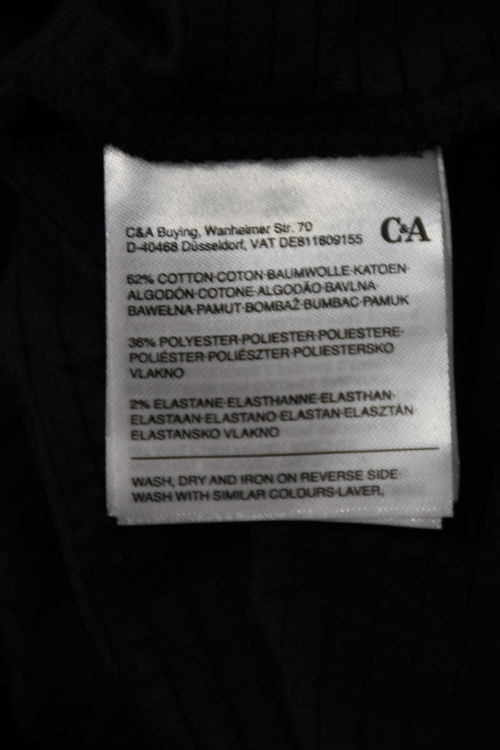 C&A Buying, Wanheimer Str. 70
D-40468 Düsseldorf, VAT DE811809155
C&A
62% COTTON·COTON·BAUMWOLLE·KATOEN·
ALGODÓN·COTONE·ALGODÃO·BAVLNA·
BAWEŁNA·PAMUT·BOMBAŽ·BUMBAC·PAMUK
36% POLYESTER·POLIESTER·POLIESTERE·
POLIÉSTER·POLIÉSZTER·POLIESTERSKO
VLAKNO
2% ELASTANE·ELASTHANNE·ELASTHAN·
ELASTAAN·ELASTANO·ELASTAN·ELASZTÁN·
ELASTANSKO VLAKNO
WASH, DRY AND IRON ON REVERSE SIDE·
WASH WITH SIMILAR COLOURS·LAVER,